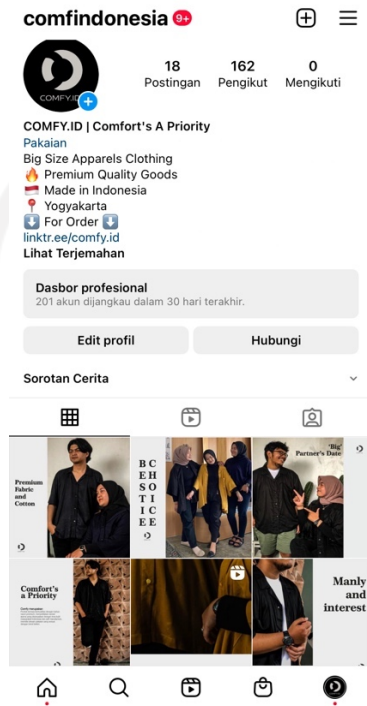 comfindonesia 9+
18 162 0
Postingan Pengikut Mengikuti
COMFY.ID
COMFY.ID | Comfort's A Priority
Pakaian
Big Size Apparels Clothing
🔥 Premium Quality Goods
🇮🇩 Made in Indonesia
📍 Yogyakarta
⬇️ For Order ⬇️
linktr.ee/comfy.id
Lihat Terjemahan
Dasbor profesional
201 akun dijangkau dalam 30 hari terakhir.
Edit profil Hubungi
Sorotan Cerita
Premium
Fabric
and
Cotton
BESTIE
CHOICE
'Big'
Partner's Date
Comfort's
a Priority
Manly
and
interest